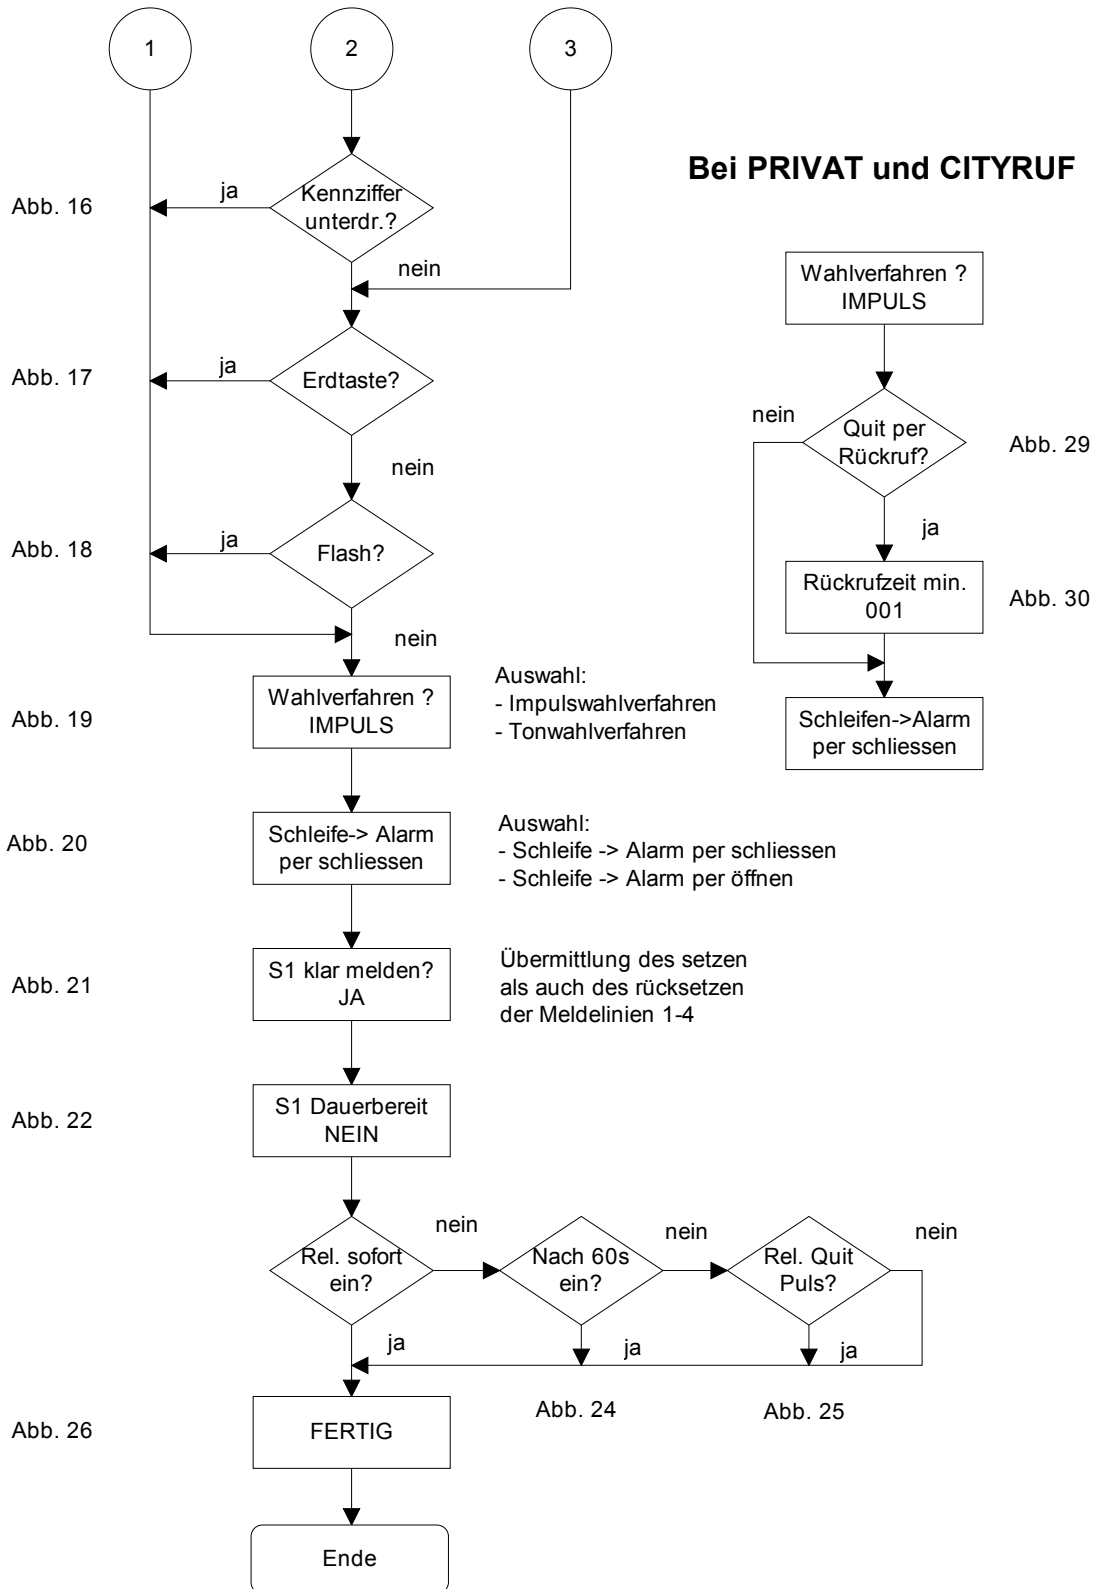 1
2
3
Bei PRIVAT und CITYRUF
Abb. 16
ja
Kennziffer
unterdr.?
nein
Abb. 17
ja
Erdtaste?
nein
Abb. 18
ja
Flash?
nein
Abb. 19
Wahlverfahren ?
IMPULS
Auswahl:
- Impulswahlverfahren
- Tonwahlverfahren
Abb. 20
Schleife-> Alarm
per schliessen
Auswahl:
- Schleife -> Alarm per schliessen
- Schleife -> Alarm per öffnen
Abb. 21
S1 klar melden?
JA
Übermittlung des setzen
als auch des rücksetzen
der Meldelinien 1-4
Abb. 22
S1 Dauerbereit
NEIN
Rel. sofort
ein?
nein
ja
Nach 60s
ein?
nein
ja
Abb. 24
Rel. Quit
Puls?
nein
ja
Abb. 25
Abb. 26
FERTIG
Ende
Wahlverfahren ?
IMPULS
nein
Quit per
Rückruf?
Abb. 29
ja
Rückrufzeit min.
001
Abb. 30
Schleifen->Alarm
per schliessen